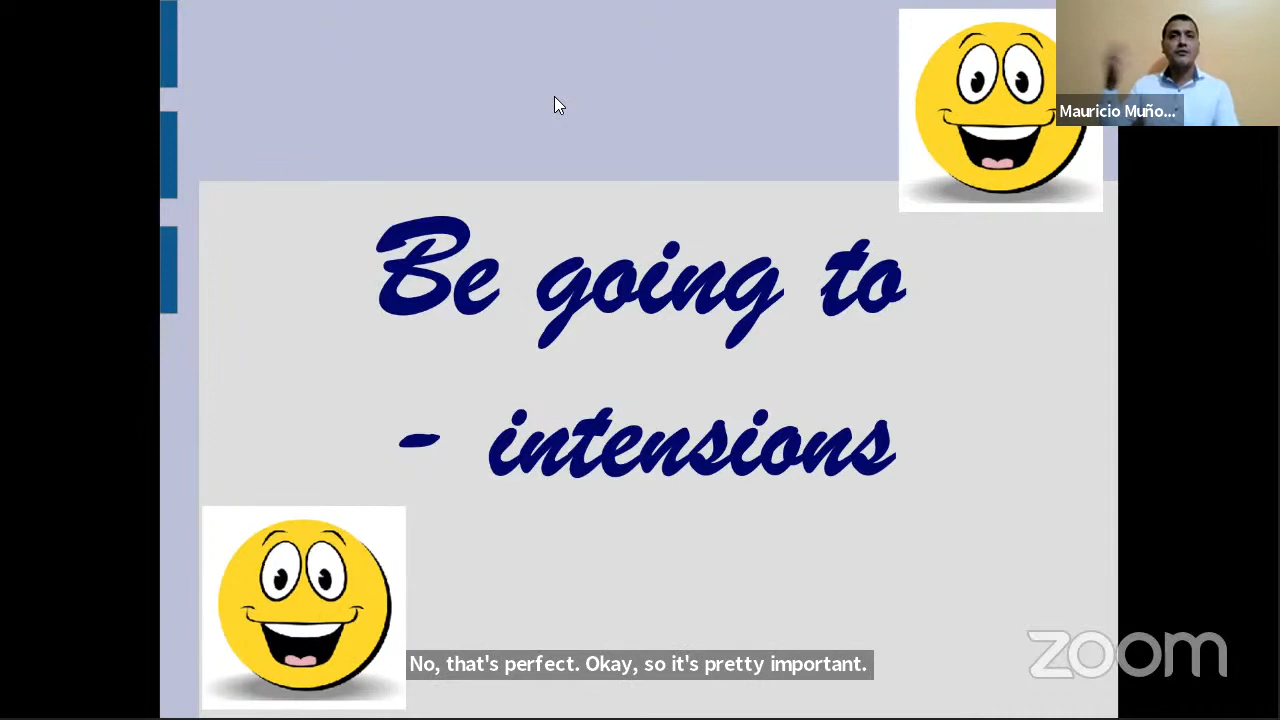 Mauricio Muño...
Be going to
- intensions
No, that's perfect. Okay, so it's pretty important.
zoom